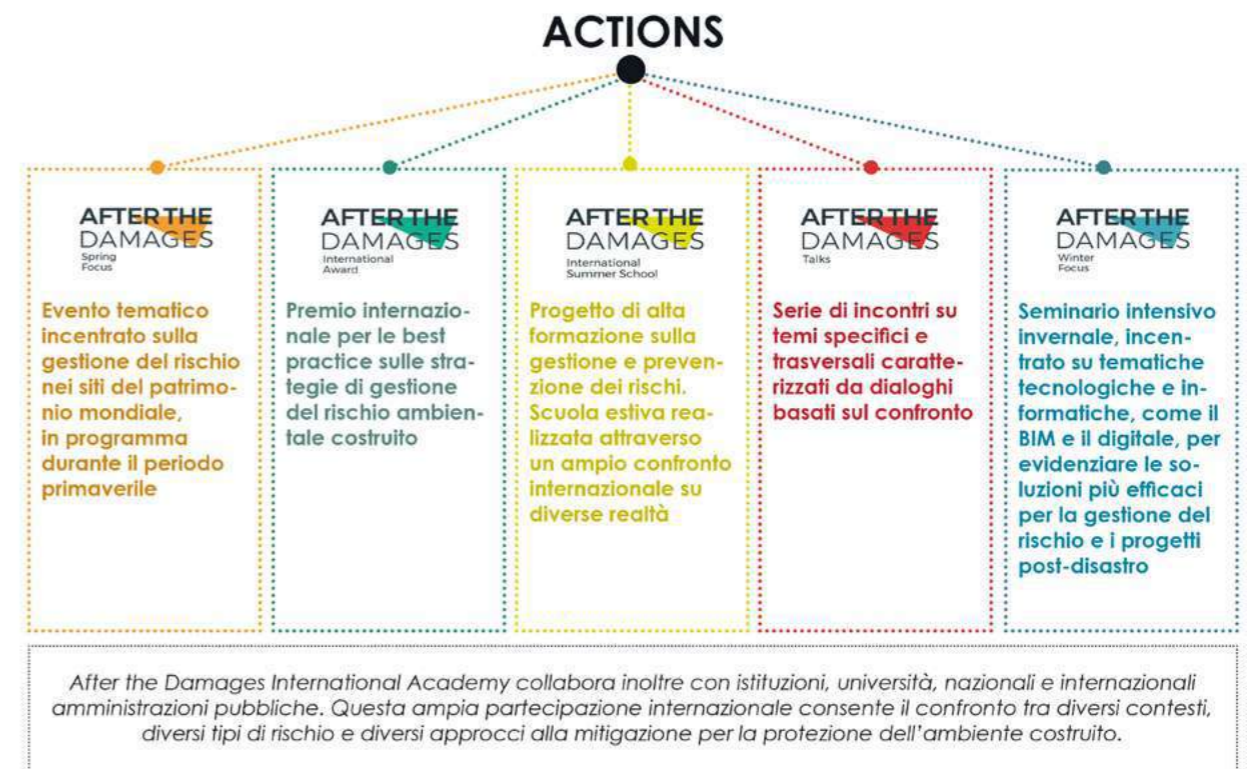 ACTIONS
AFTER THE
DAMAGES
Spring
Focus
Evento tematico
incentrato sulla
gestione del rischio
nei siti del patrimo-
nio mondiale,
in programma
durante il periodo
primaverile
AFTER THE
DAMAGES
International
Award
Premio internazio-
nale per le best
practice sulle stra-
tegie di gestione
del rischio ambien-
tale costruito
AFTER THE
DAMAGES
International
Summer School
Progetto di alta
formazione sulla
gestione e preven-
zione dei rischi.
Scuola estiva rea-
lizzata attraverso
un ampio confronto
internazionale su
diverse realtà
AFTER THE
DAMAGES
Talks
Serie di incontri su
temi specifici e
trasversali caratte-
rizzati da dialoghi
basati sul confronto
AFTER THE
DAMAGES
Winter
Focus
Seminario intensivo
invernale, incen-
trato su tematiche
tecnologiche e in-
formatiche, come il
BIM e il digitale, per
evidenziare le so-
luzioni più efficaci
per la gestione del
rischio e i progetti
post-disastro
After the Damages International Academy collabora inoltre con istituzioni, università, nazionali e internazionali
amministrazioni pubbliche. Questa ampia partecipazione internazionale consente il confronto tra diversi contesti,
diversi tipi di rischio e diversi approcci alla mitigazione per la protezione dell'ambiente costruito.